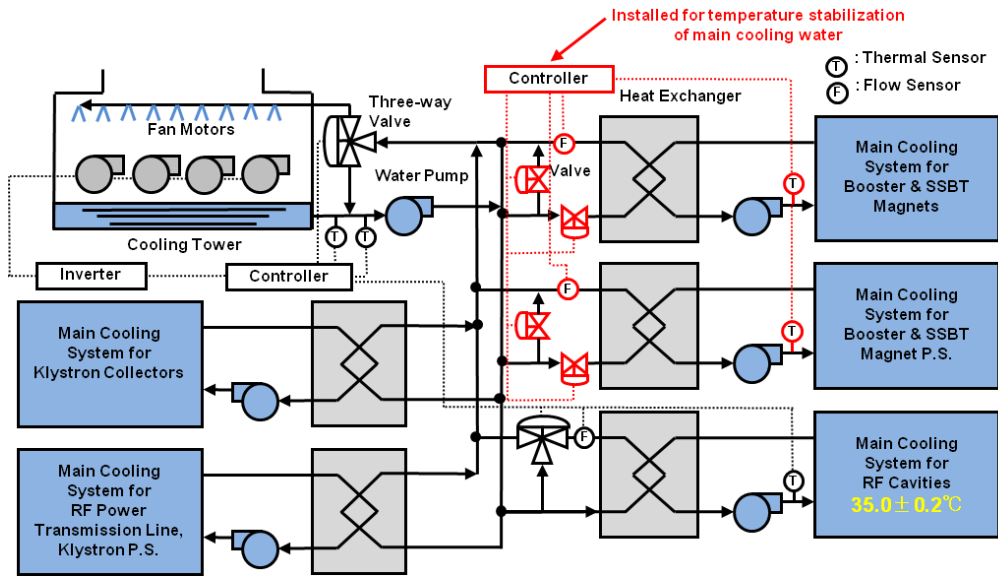 Installed for temperature stabilization
of main cooling water
T : Thermal Sensor
F : Flow Sensor
Controller
Heat Exchanger
Three-way
Valve
Fan Motors
Water Pump
F
Valve
T
Main Cooling
System for
Booster & SSBT
Magnets
Cooling Tower
T
T
Inverter
Controller
F
T
Main Cooling
System for
Booster & SSBT
Magnet P.S.
Main Cooling
System for
Klystron Collectors
F
T
Main Cooling
System for
RF Cavities
35.0±0.2℃
Main Cooling
System for
RF Power
Transmission Line,
Klystron P.S.